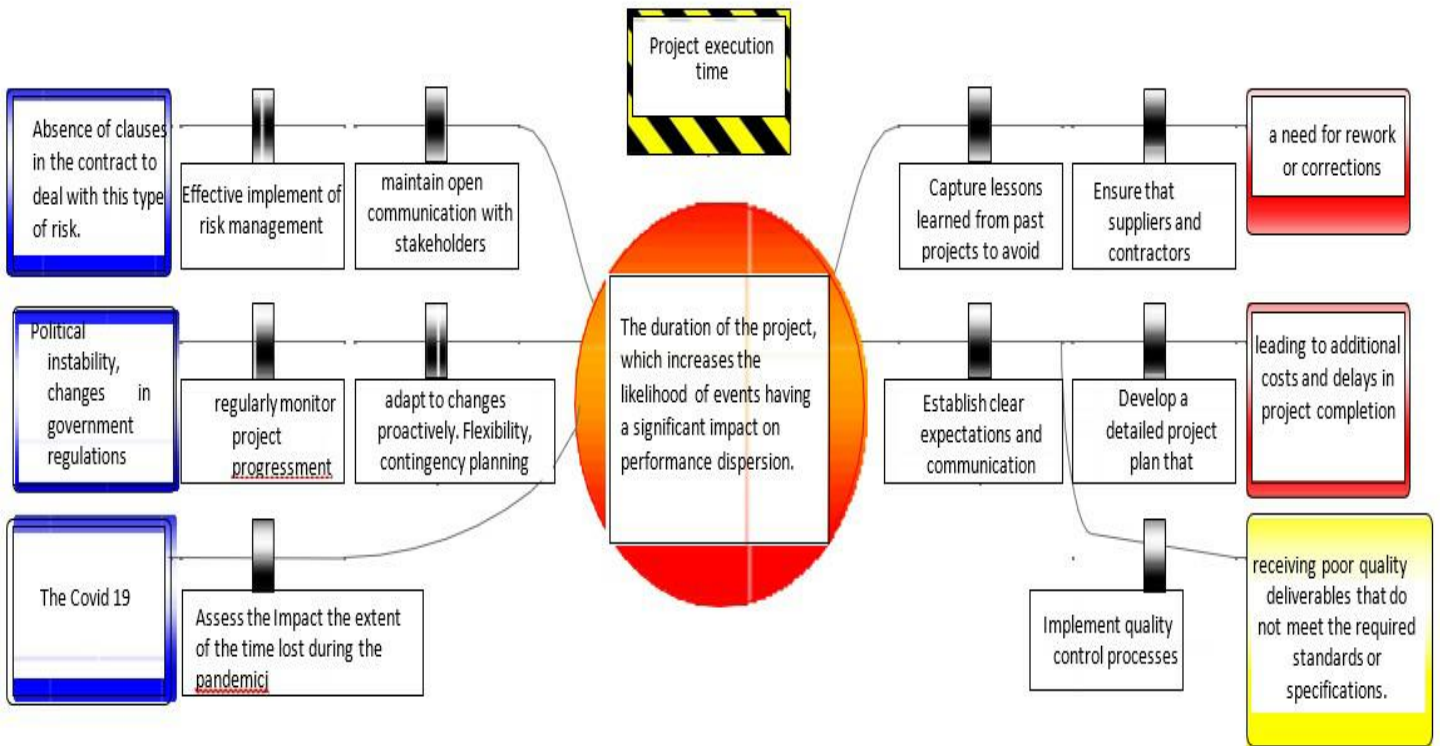 Project execution
time
Absence of clauses
in the contract to
deal with this type
of risk.
Effective implement of
risk management
maintain open
communication with
stakeholders
Capture lessons
learned from past
projects to avoid
Ensure that
suppliers and
contractors
a need for rework
or corrections
Political
instability,
changes in
government
regulations
regularly monitor
project
progressment
adapt to changes
proactively. Flexibility,
contingency planning
The duration of the project,
which increases the
likelihood of events having
a significant impact on
performance dispersion.
Establish clear
expectations and
communication
Develop a
detailed project
plan that
leading to additional
costs and delays in
project completion
The Covid 19
Assess the Impact the extent
of the time lost during the
pandemicj
Implement quality
control processes
receiving poor quality
deliverables that do
not meet the required
standards or
specifications.